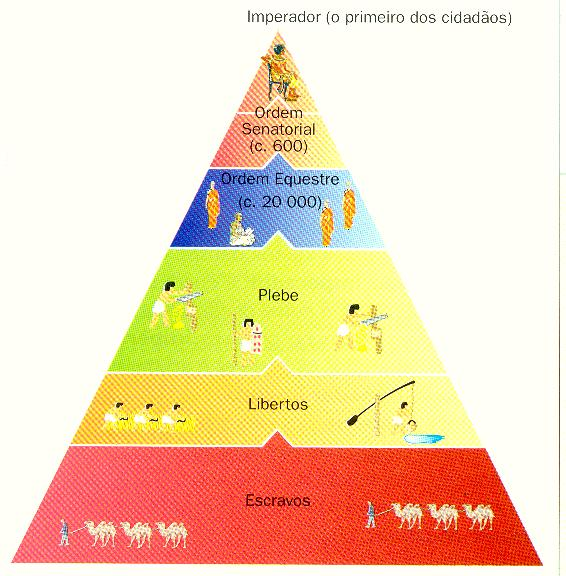 Imperador (o primeiro dos cidadãos)
Ordem
Senatorial
(c. 600)
Ordem Equestre
(c. 20 000)
Plebe
Libertos
Escravos